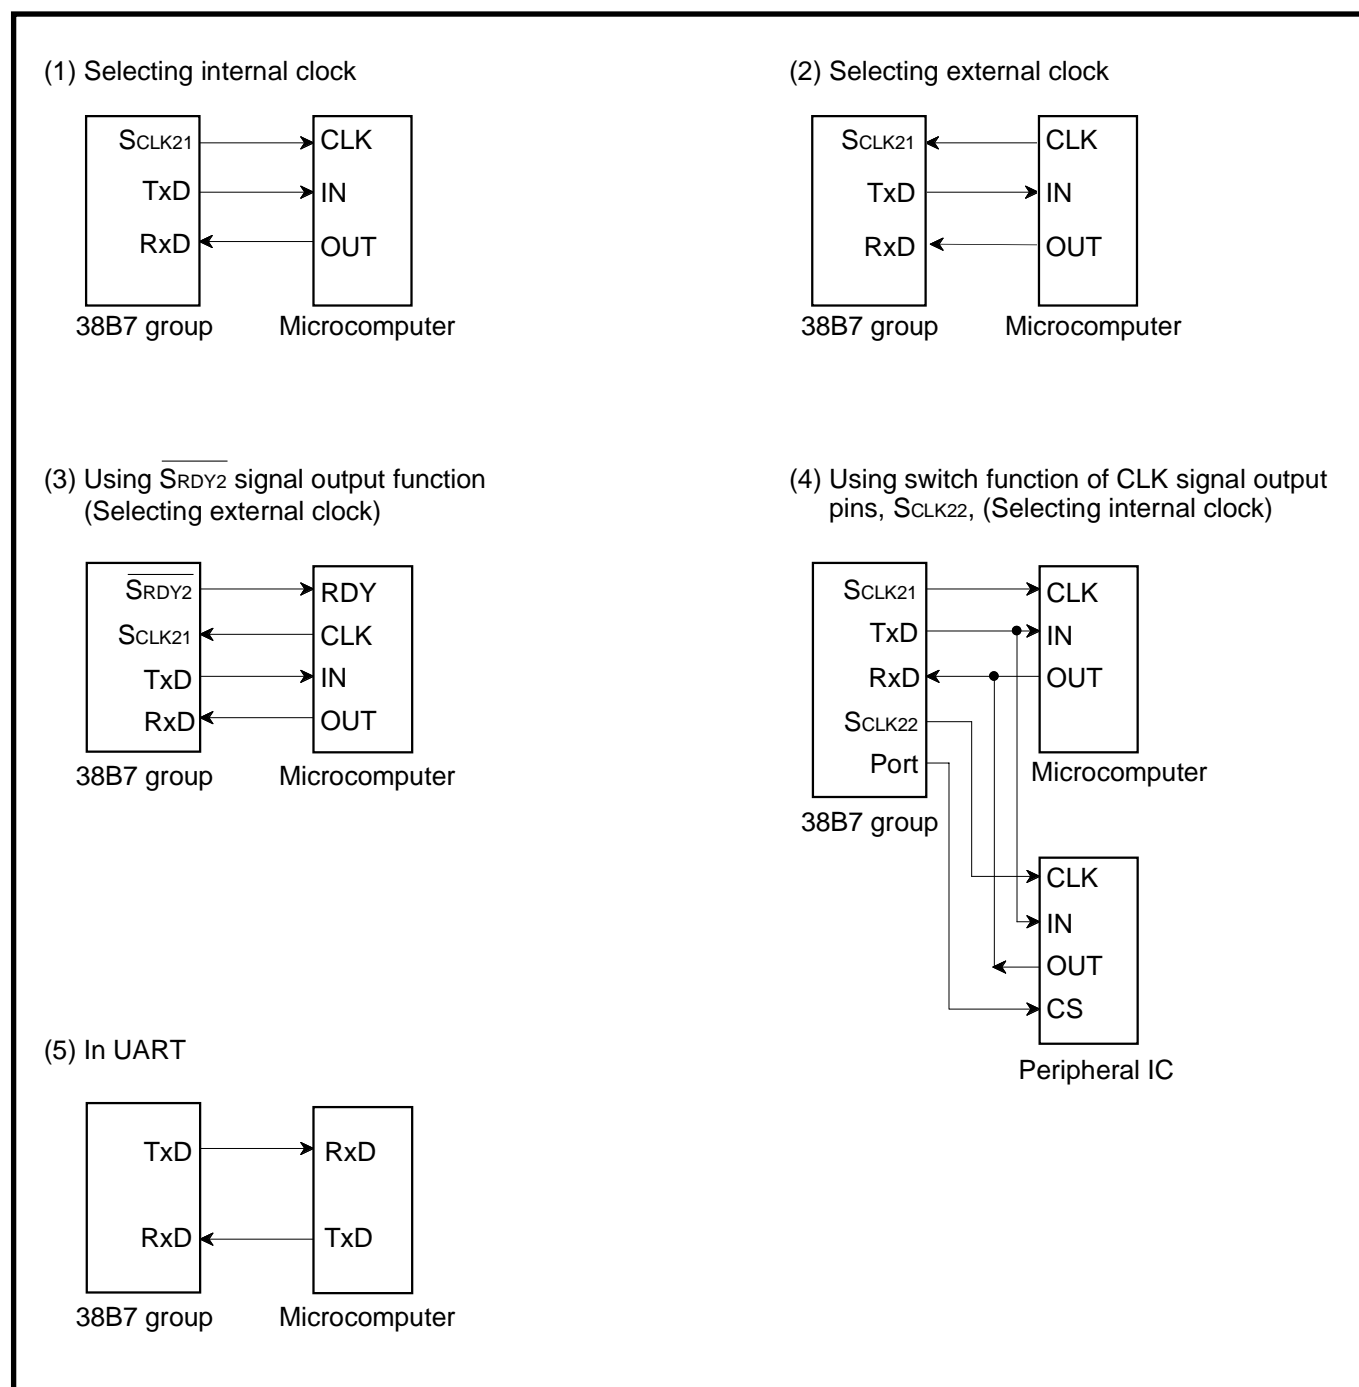 (1) Selecting internal clock
SCLK21
CLK
TxD
IN
RxD
OUT
38B7 group
Microcomputer
(2) Selecting external clock
SCLK21
CLK
TxD
IN
RxD
OUT
38B7 group
Microcomputer
(3) Using SRDY2 signal output function
(Selecting external clock)
SRDY2
RDY
SCLK21
CLK
TxD
IN
RxD
OUT
38B7 group
Microcomputer
(4) Using switch function of CLK signal output
pins, SCLK22, (Selecting internal clock)
SCLK21
CLK
TxD
IN
RxD
OUT
SCLK22
Port
Microcomputer
38B7 group
CLK
IN
OUT
CS
Peripheral IC
(5) In UART
TxD
RxD
RxD
TxD
38B7 group
Microcomputer